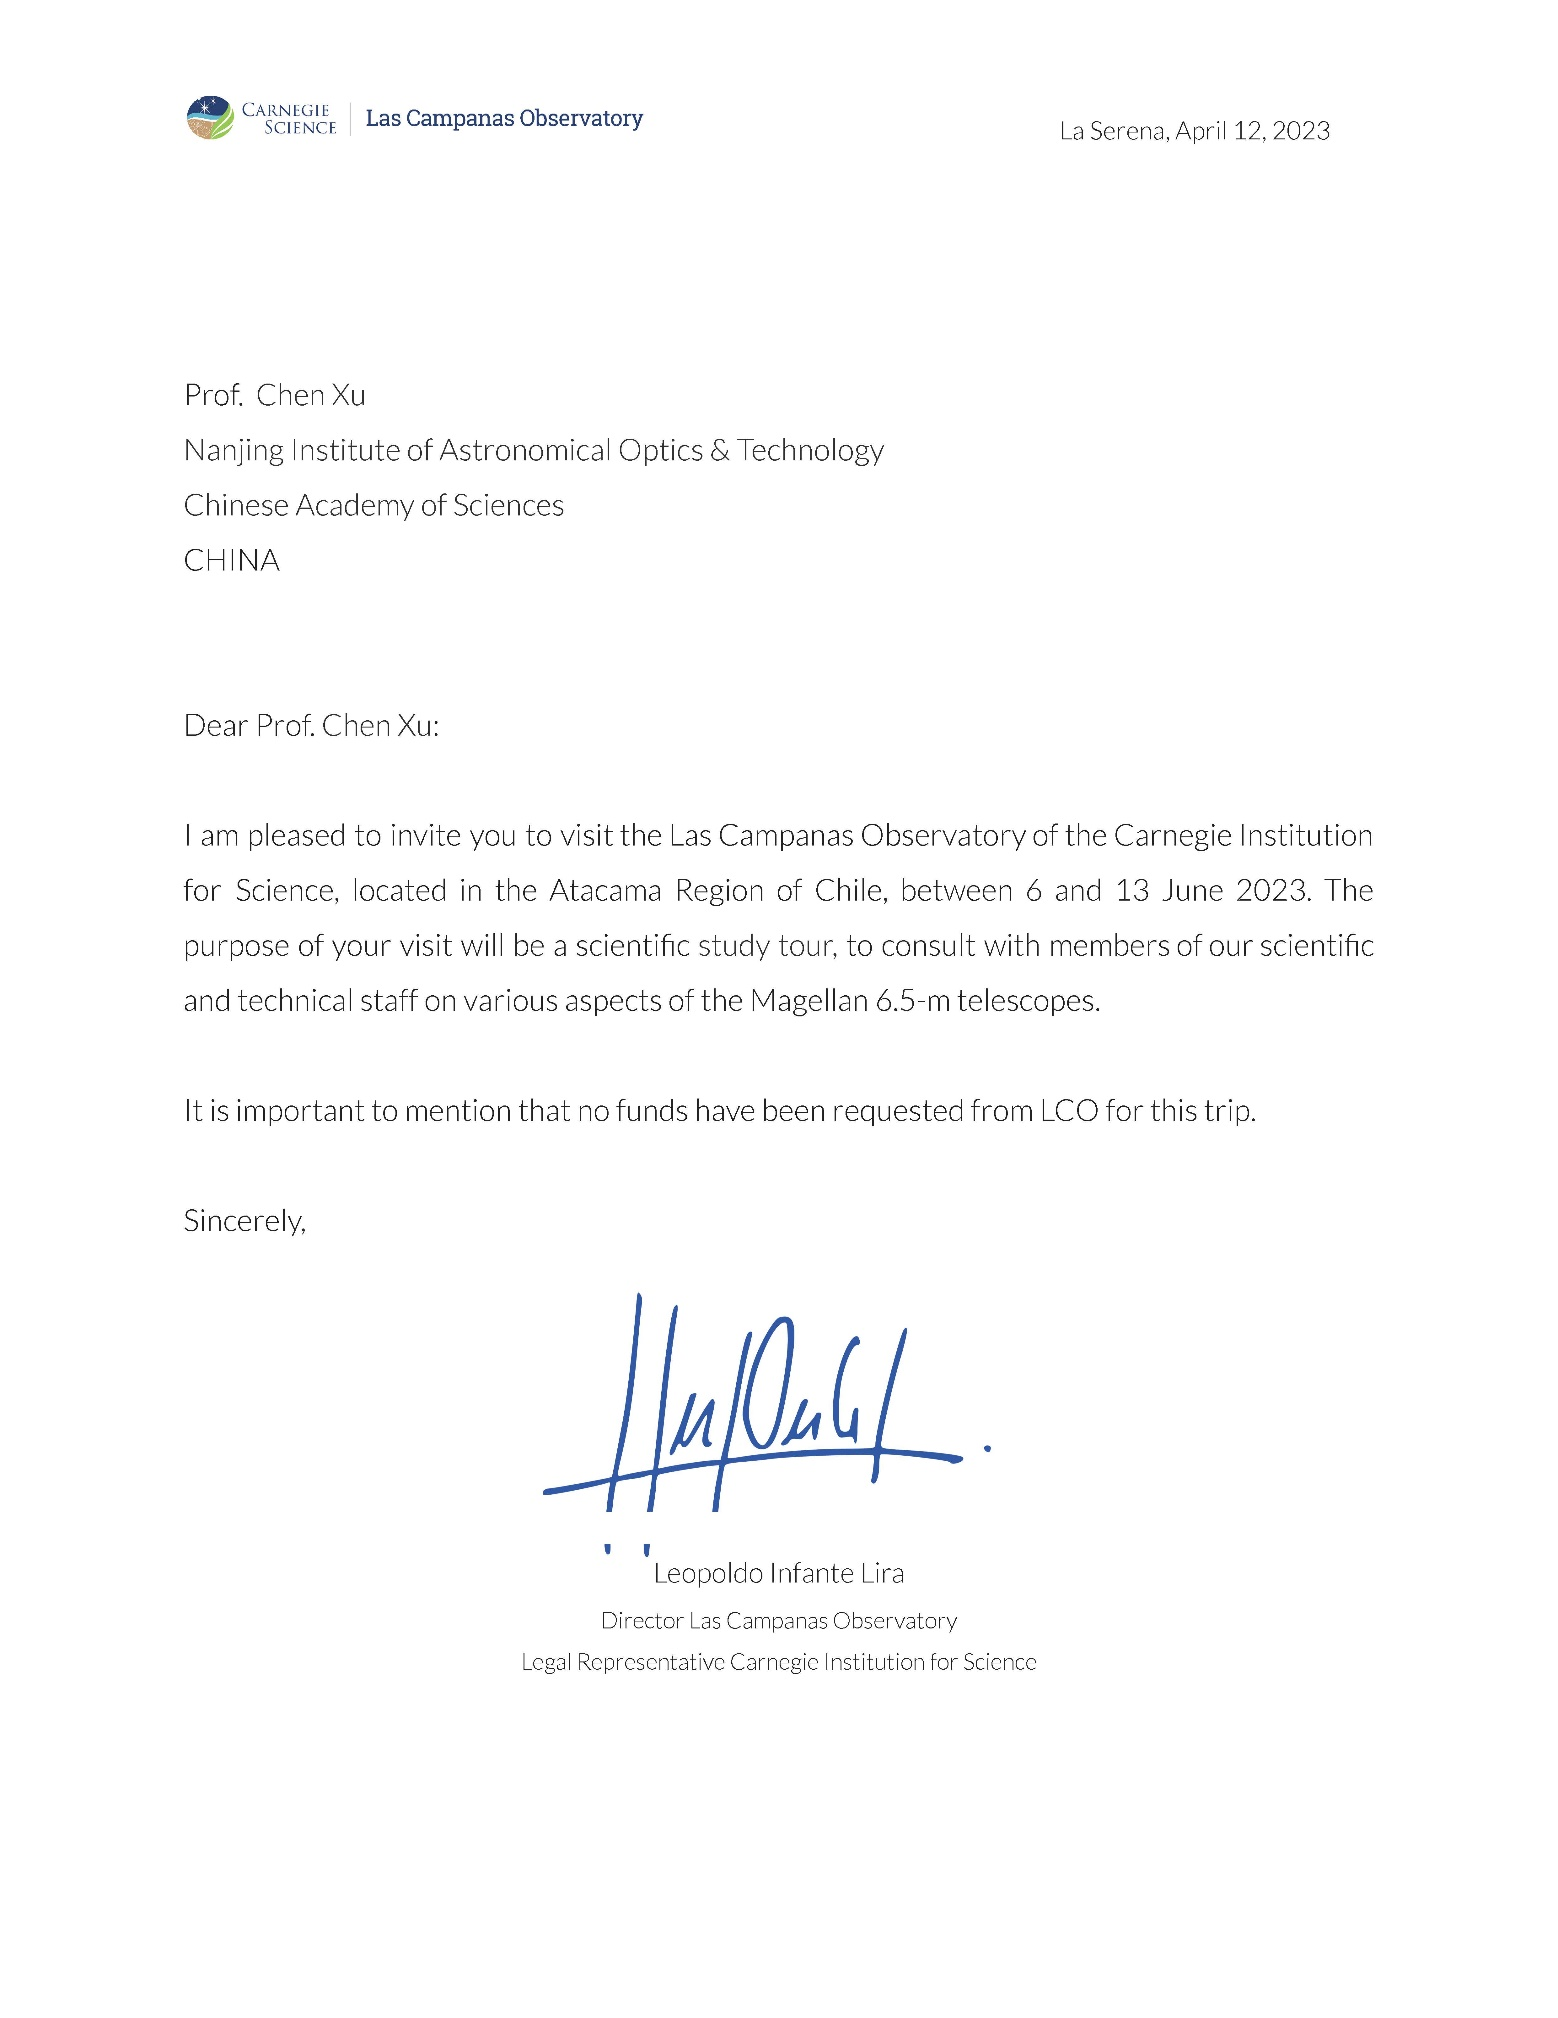 CARNEGIE
SCIENCE
Las Campanas Observatory
La Serena, April 12, 2023
Prof. Chen Xu
Nanjing Institute of Astronomical Optics & Technology
Chinese Academy of Sciences
CHINA
Dear Prof. Chen Xu:
I am pleased to invite you to visit the Las Campanas Observatory of the Carnegie Institution
for Science, located in the Atacama Region of Chile, between 6 and 13 June 2023. The
purpose of your visit will be a scientific study tour, to consult with members of our scientific
and technical staff on various aspects of the Magellan 6.5-m telescopes.
It is important to mention that no funds have been requested from LCO for this trip.
Sincerely,
Leopoldo Infante Lira
Director Las Campanas Observatory
Legal Representative Carnegie Institution for Science